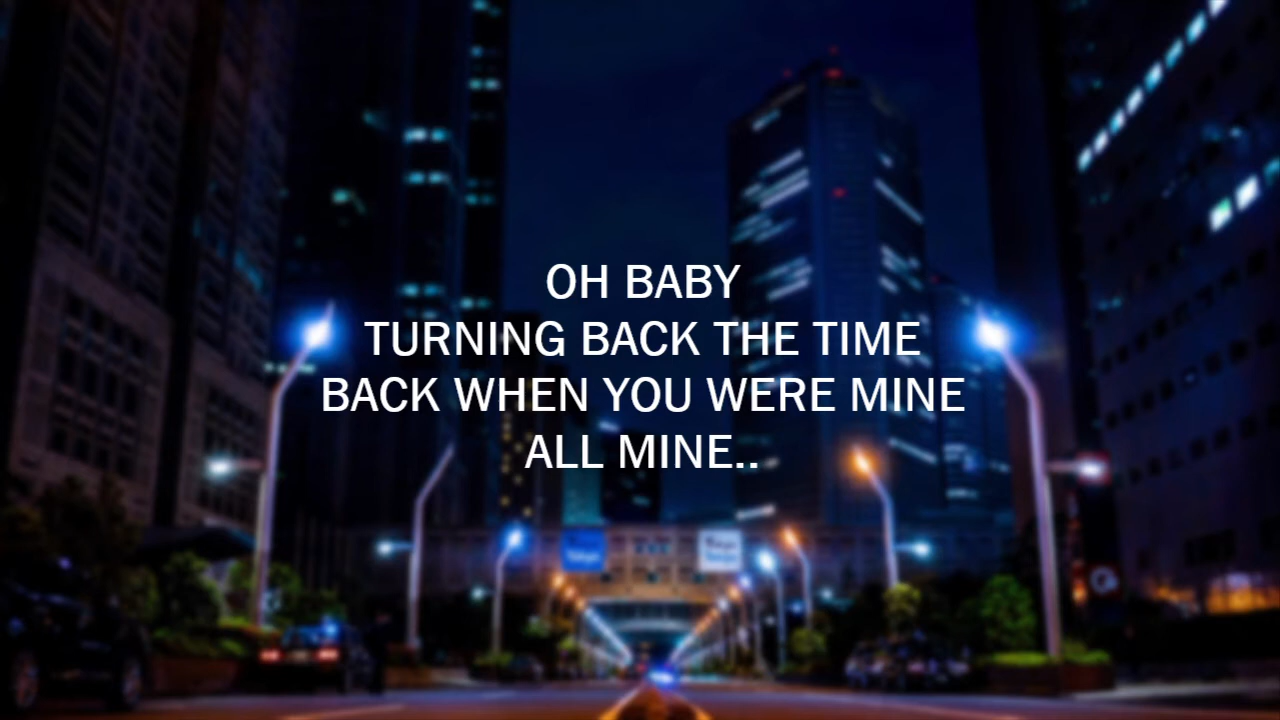 OH BABY
TURNING BACK THE TIME
BACK WHEN YOU WERE MINE
ALL MINE..